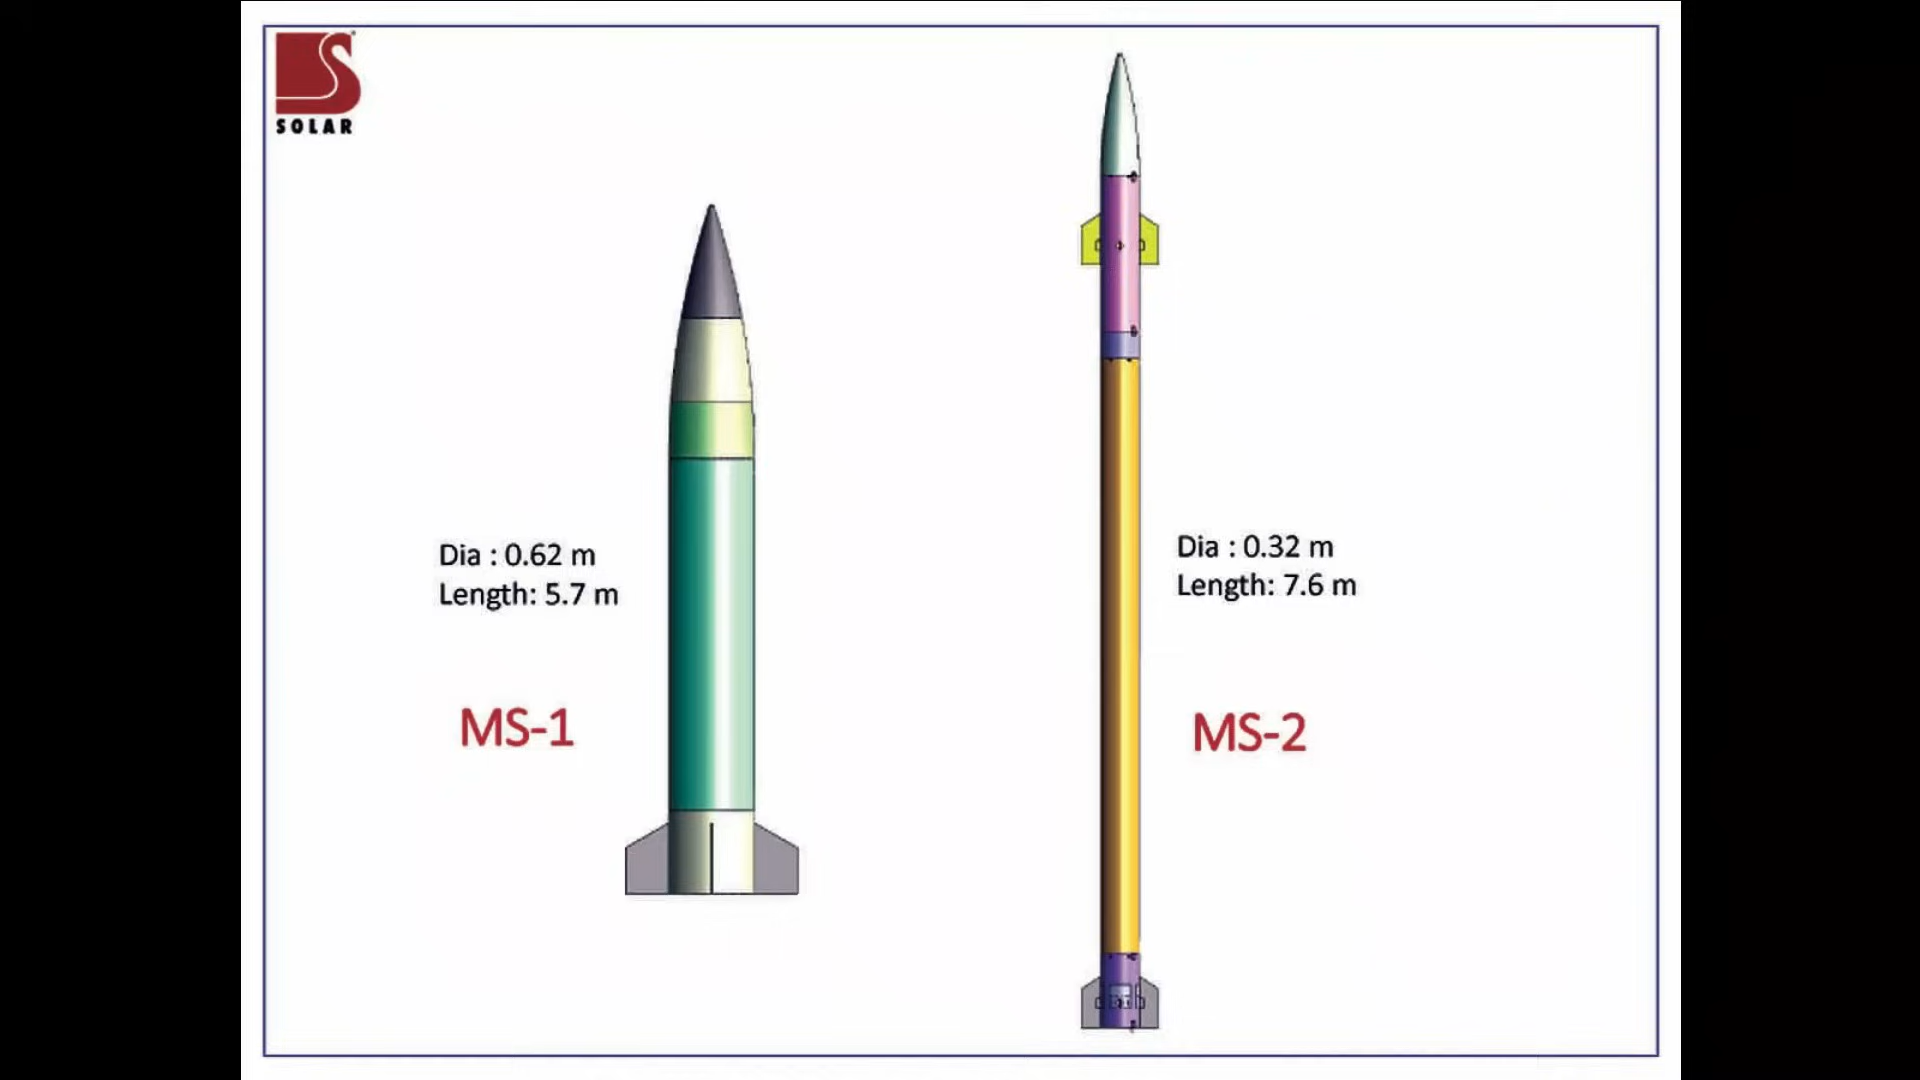 SOLAR
Dia : 0.62 m
Length: 5.7 m
MS-1
Dia : 0.32 m
Length: 7.6 m
MS-2